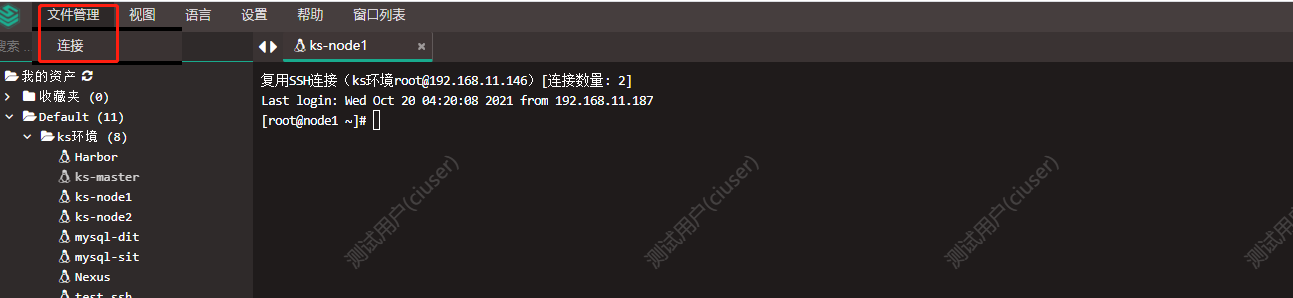 文件管理 视图 语言 设置 帮助 窗口列表
搜索 ...
连接
ks-node1
我的资产
收藏夹 (0)
Default (11)
ks环境 (8)
Harbor
ks-master
ks-node1
ks-node2
mysql-dit
mysql-sit
Nexus
test_ssh
复用SSH连接（ks环境root@192.168.11.146）[连接数量: 2]
Last login: Wed Oct 20 04:20:08 2021 from 192.168.11.187
[root@node1 ~]#
测试用户(ciuser)
测试用户(ciuser)
测试用户(ciuser)
测试用